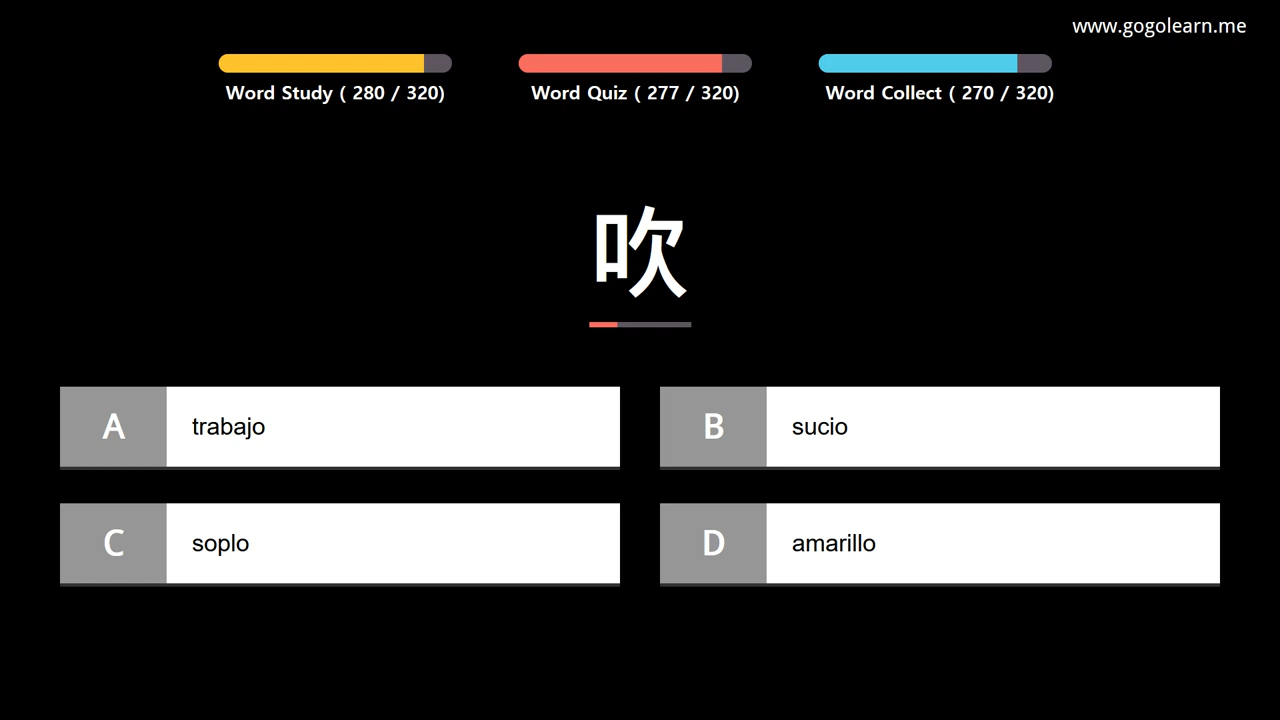 www.gogolearn.me
Word Study ( 280 / 320)
Word Quiz ( 277 / 320)
Word Collect ( 270 / 320)
吹
A trabajo
B sucio
C soplo
D amarillo